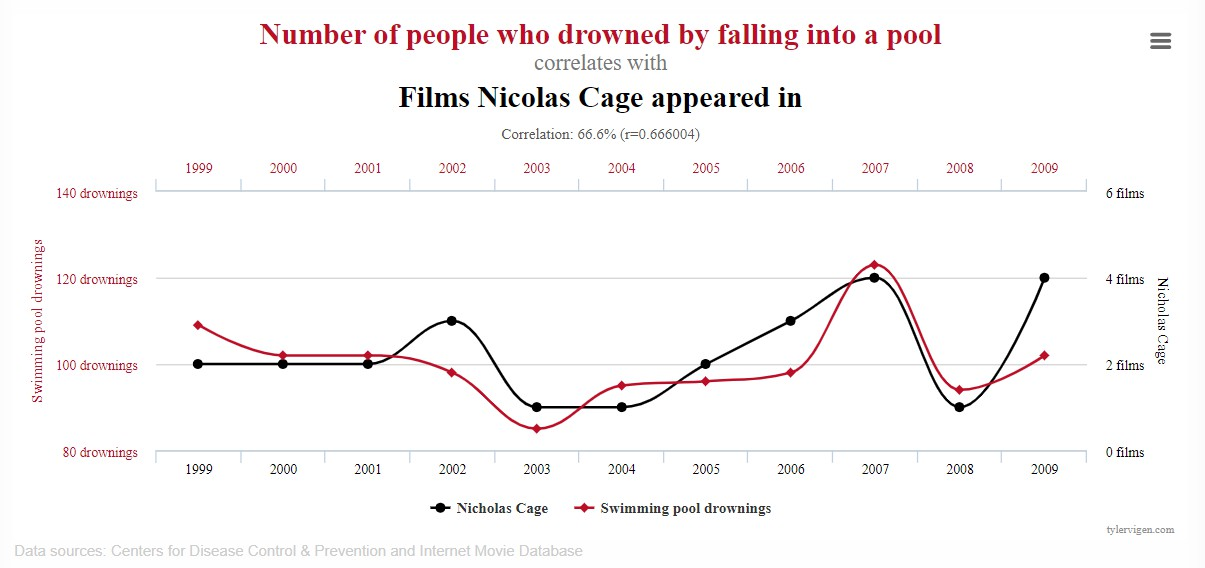 Number of people who drowned by falling into a pool
correlates with
Films Nicolas Cage appeared in
Correlation: 66.6% (r=0.666004)
1999 2000 2001 2002 2003 2004 2005 2006 2007 2008 2009
140 drownings 6 films
120 drownings 4 films
100 drownings 2 films
80 drownings 0 films
Swimming pool drownings
Nicholas Cage
1999 2000 2001 2002 2003 2004 2005 2006 2007 2008 2009
Nicholas Cage Swimming pool drownings
tylervigen.com
Data sources: Centers for Disease Control & Prevention and Internet Movie Database